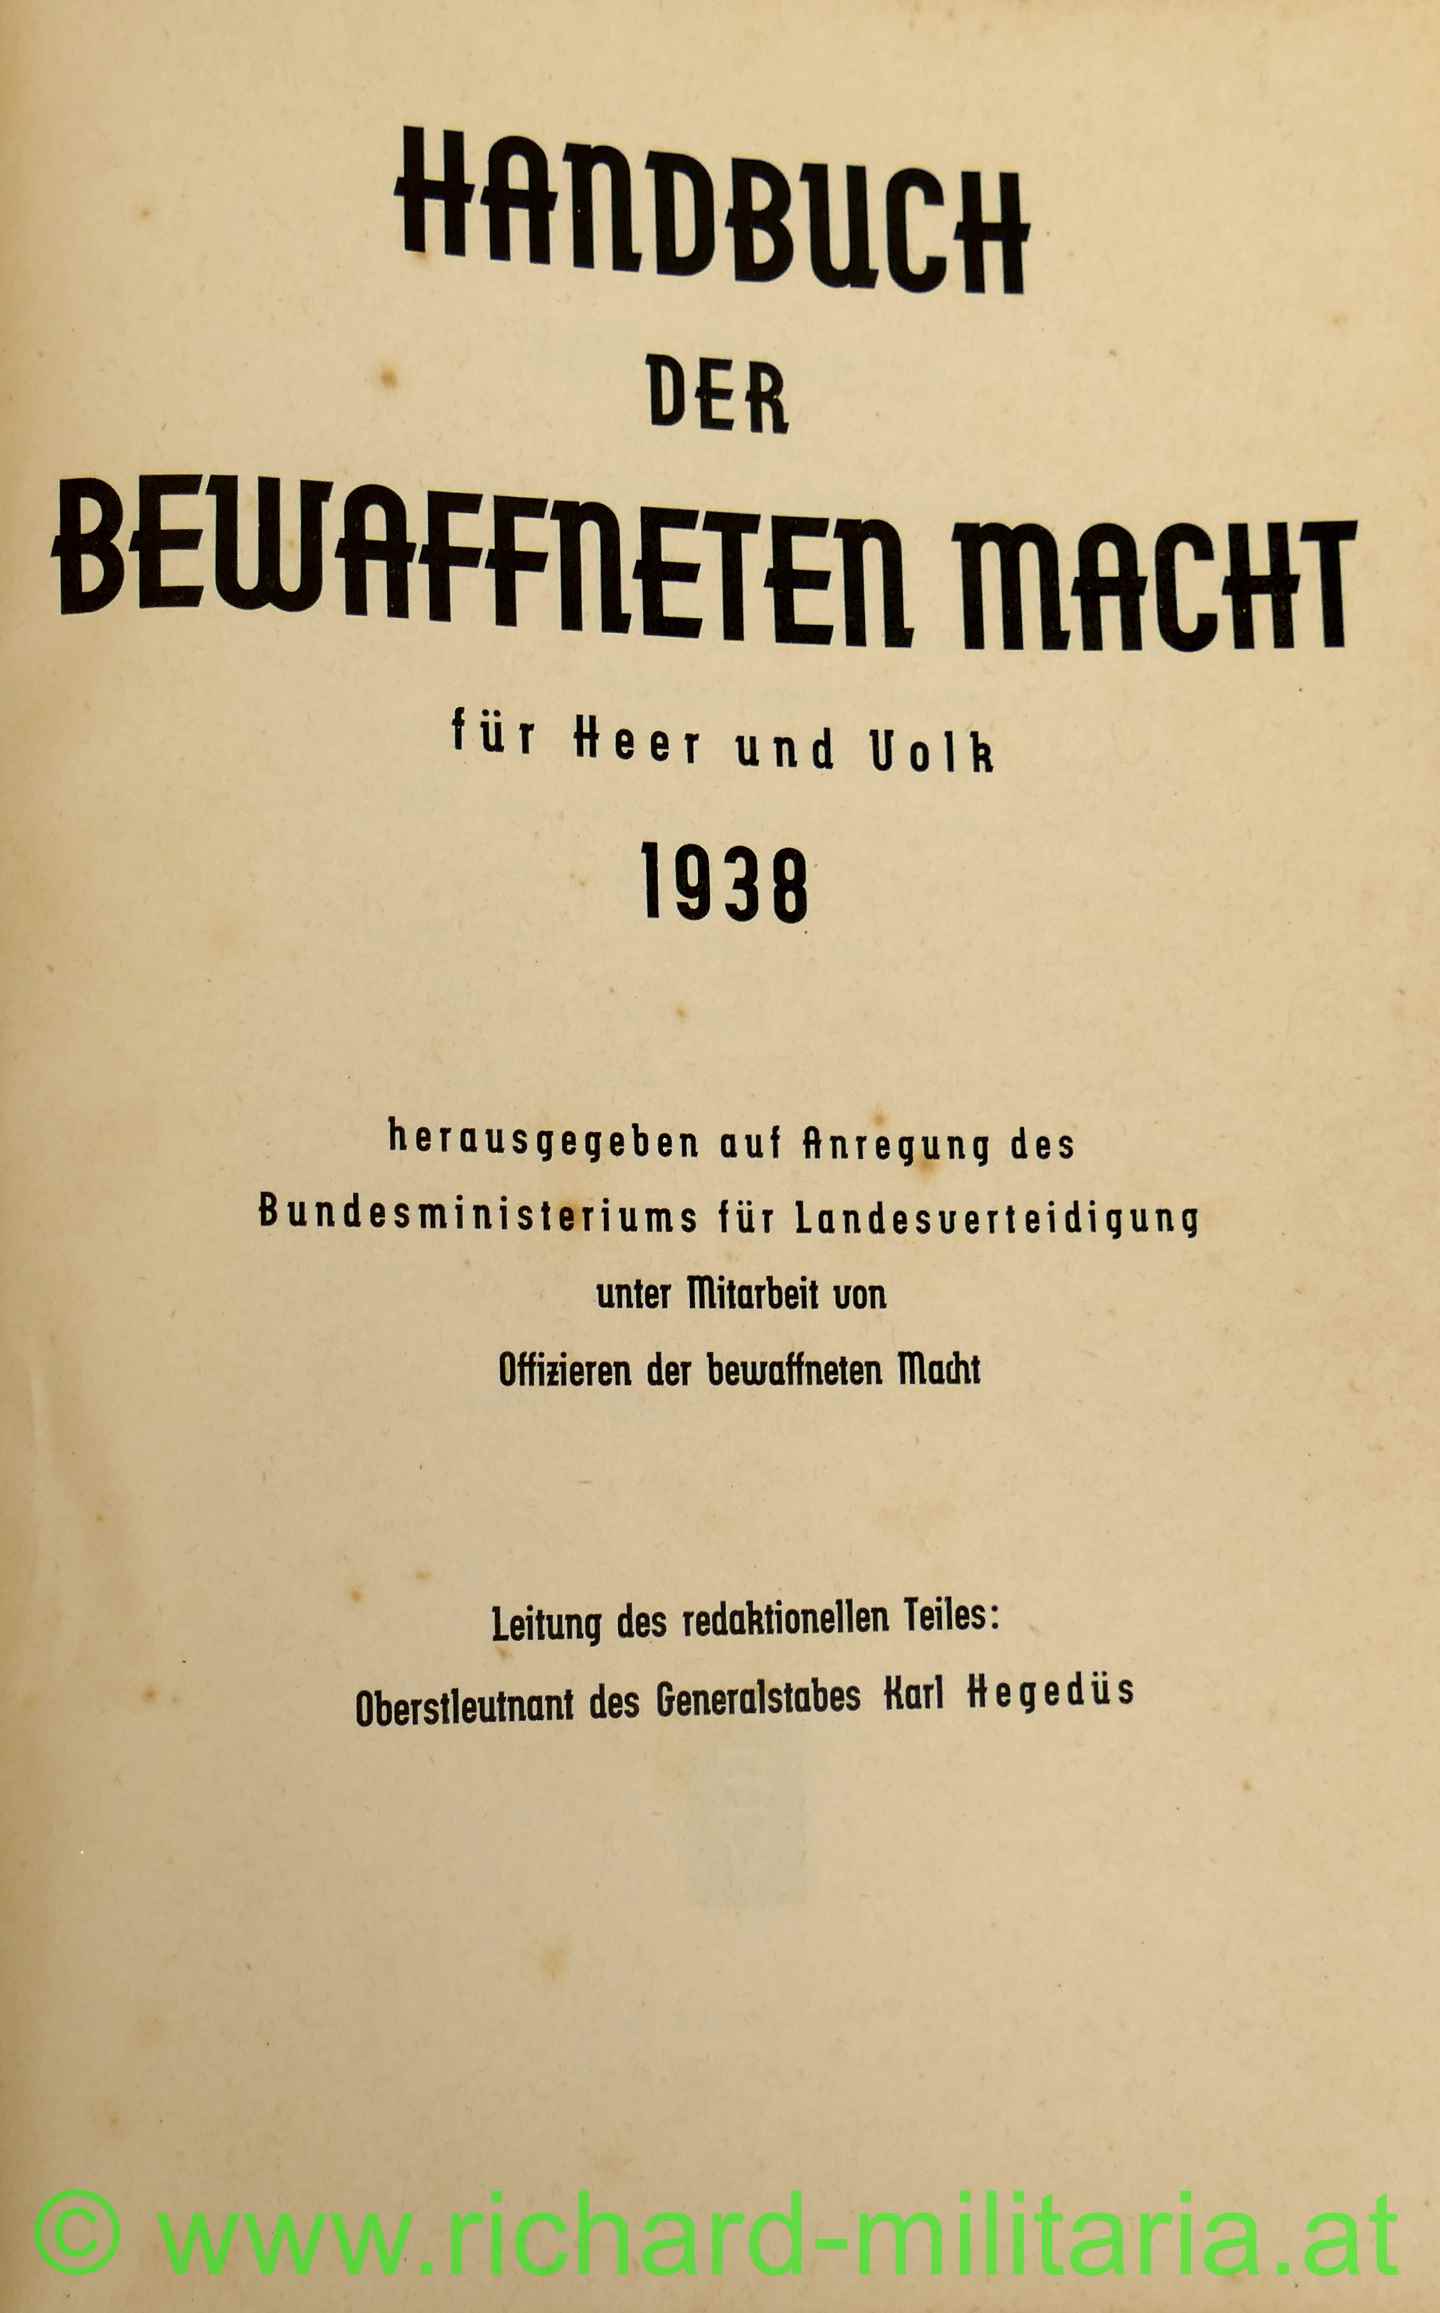 HANDBUCH
DER
BEWAFFNETEN MACHT
für Heer und Volk
1938
herausgegeben auf Anregung des
Bundesministeriums für Landesverteidigung
unter Mitarbeit von
Offizieren der bewaffneten Macht
Leitung des redaktionellen Teiles:
Oberstleutnant des Generalstabes Karl Hegedüs
© www.richard-militaria.at